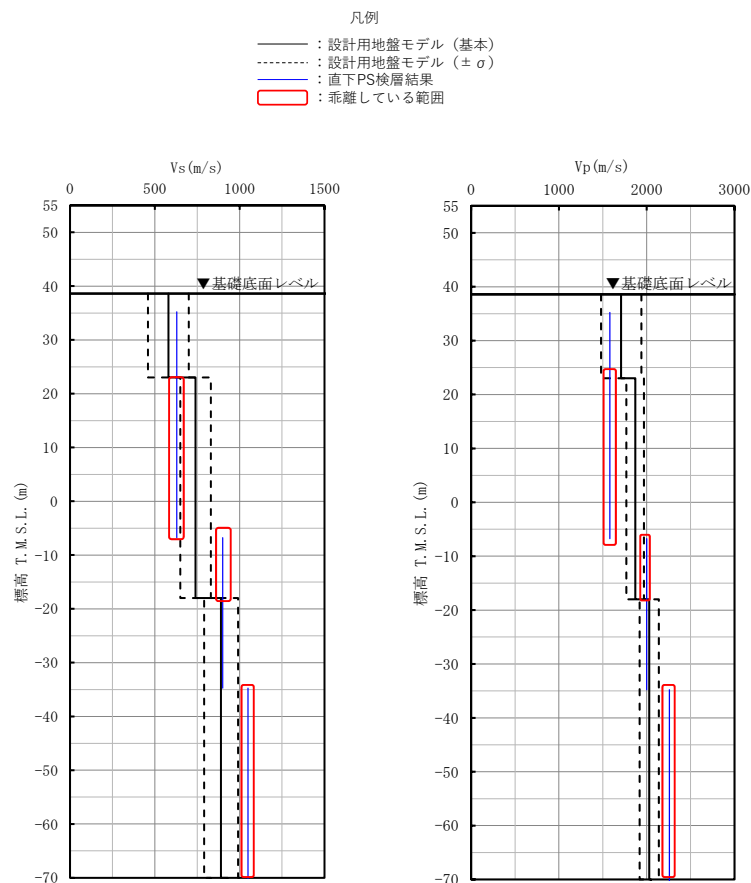 凡例
：設計用地盤モデル（基本）
：設計用地盤モデル（± σ）
：直下PS検層結果
：乖離している範囲
Vs(m/s)
0 500 1000 1500
55
50
40
30
20
10
0
-10
-20
-30
-40
-50
-60
-70
標高 T.M.S.L.(m)
▼基礎底面レベル
Vp(m/s)
0 1000 2000 3000
55
50
40
30
20
10
0
-10
-20
-30
-40
-50
-60
-70
標高 T.M.S.L.(m)
▼基礎底面レベル